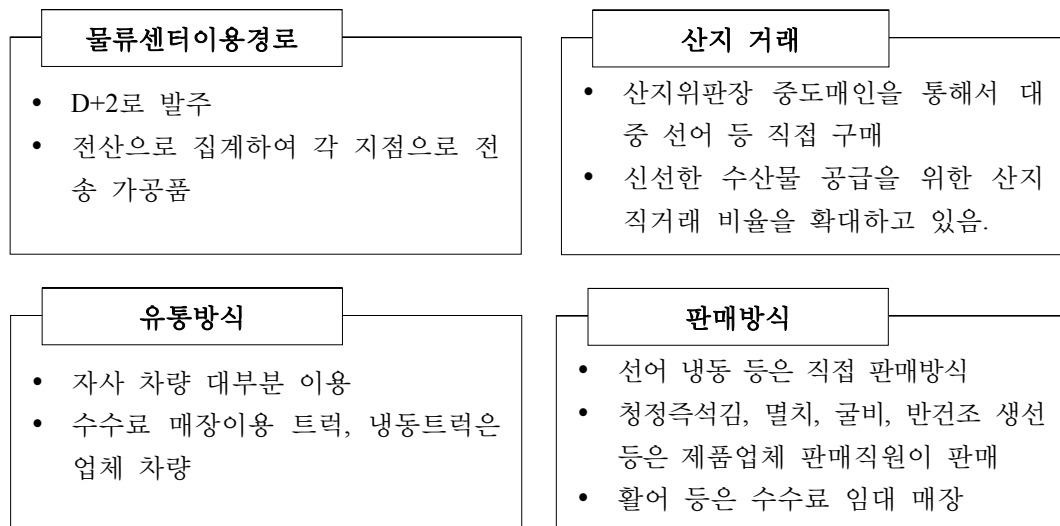 물류센터이용경로
• D+2로 발주
• 전산으로 집계하여 각 지점으로 전
송 가공품
산지 거래
• 산지위판장 중도매인을 통해서 대
중 선어 등 직접 구매
• 신선한 수산물 공급을 위한 산지
직거래 비율을 확대하고 있음.
유통방식
• 자사 차량 대부분 이용
• 수수료 매장이용 트럭, 냉동트럭은
업체 차량
판매방식
• 선어 냉동 등은 직접 판매방식
• 청정즉석김, 멸치, 굴비, 반건조 생선
등은 제품업체 판매직원이 판매
• 활어 등은 수수료 임대 매장